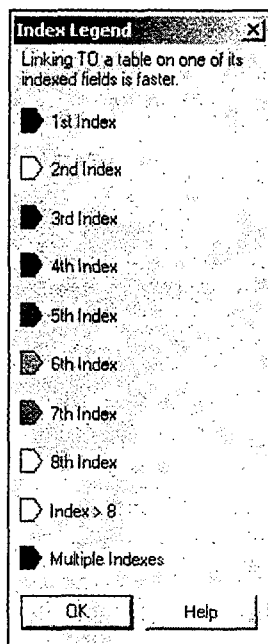 Index Legend
Linking TO a table on one of its
indexed fields is faster.
1st Index
2nd Index
3rd Index
4th Index
5th Index
6th Index
7th Index
8th Index
Index > 8
Multiple Indexes
OK Help